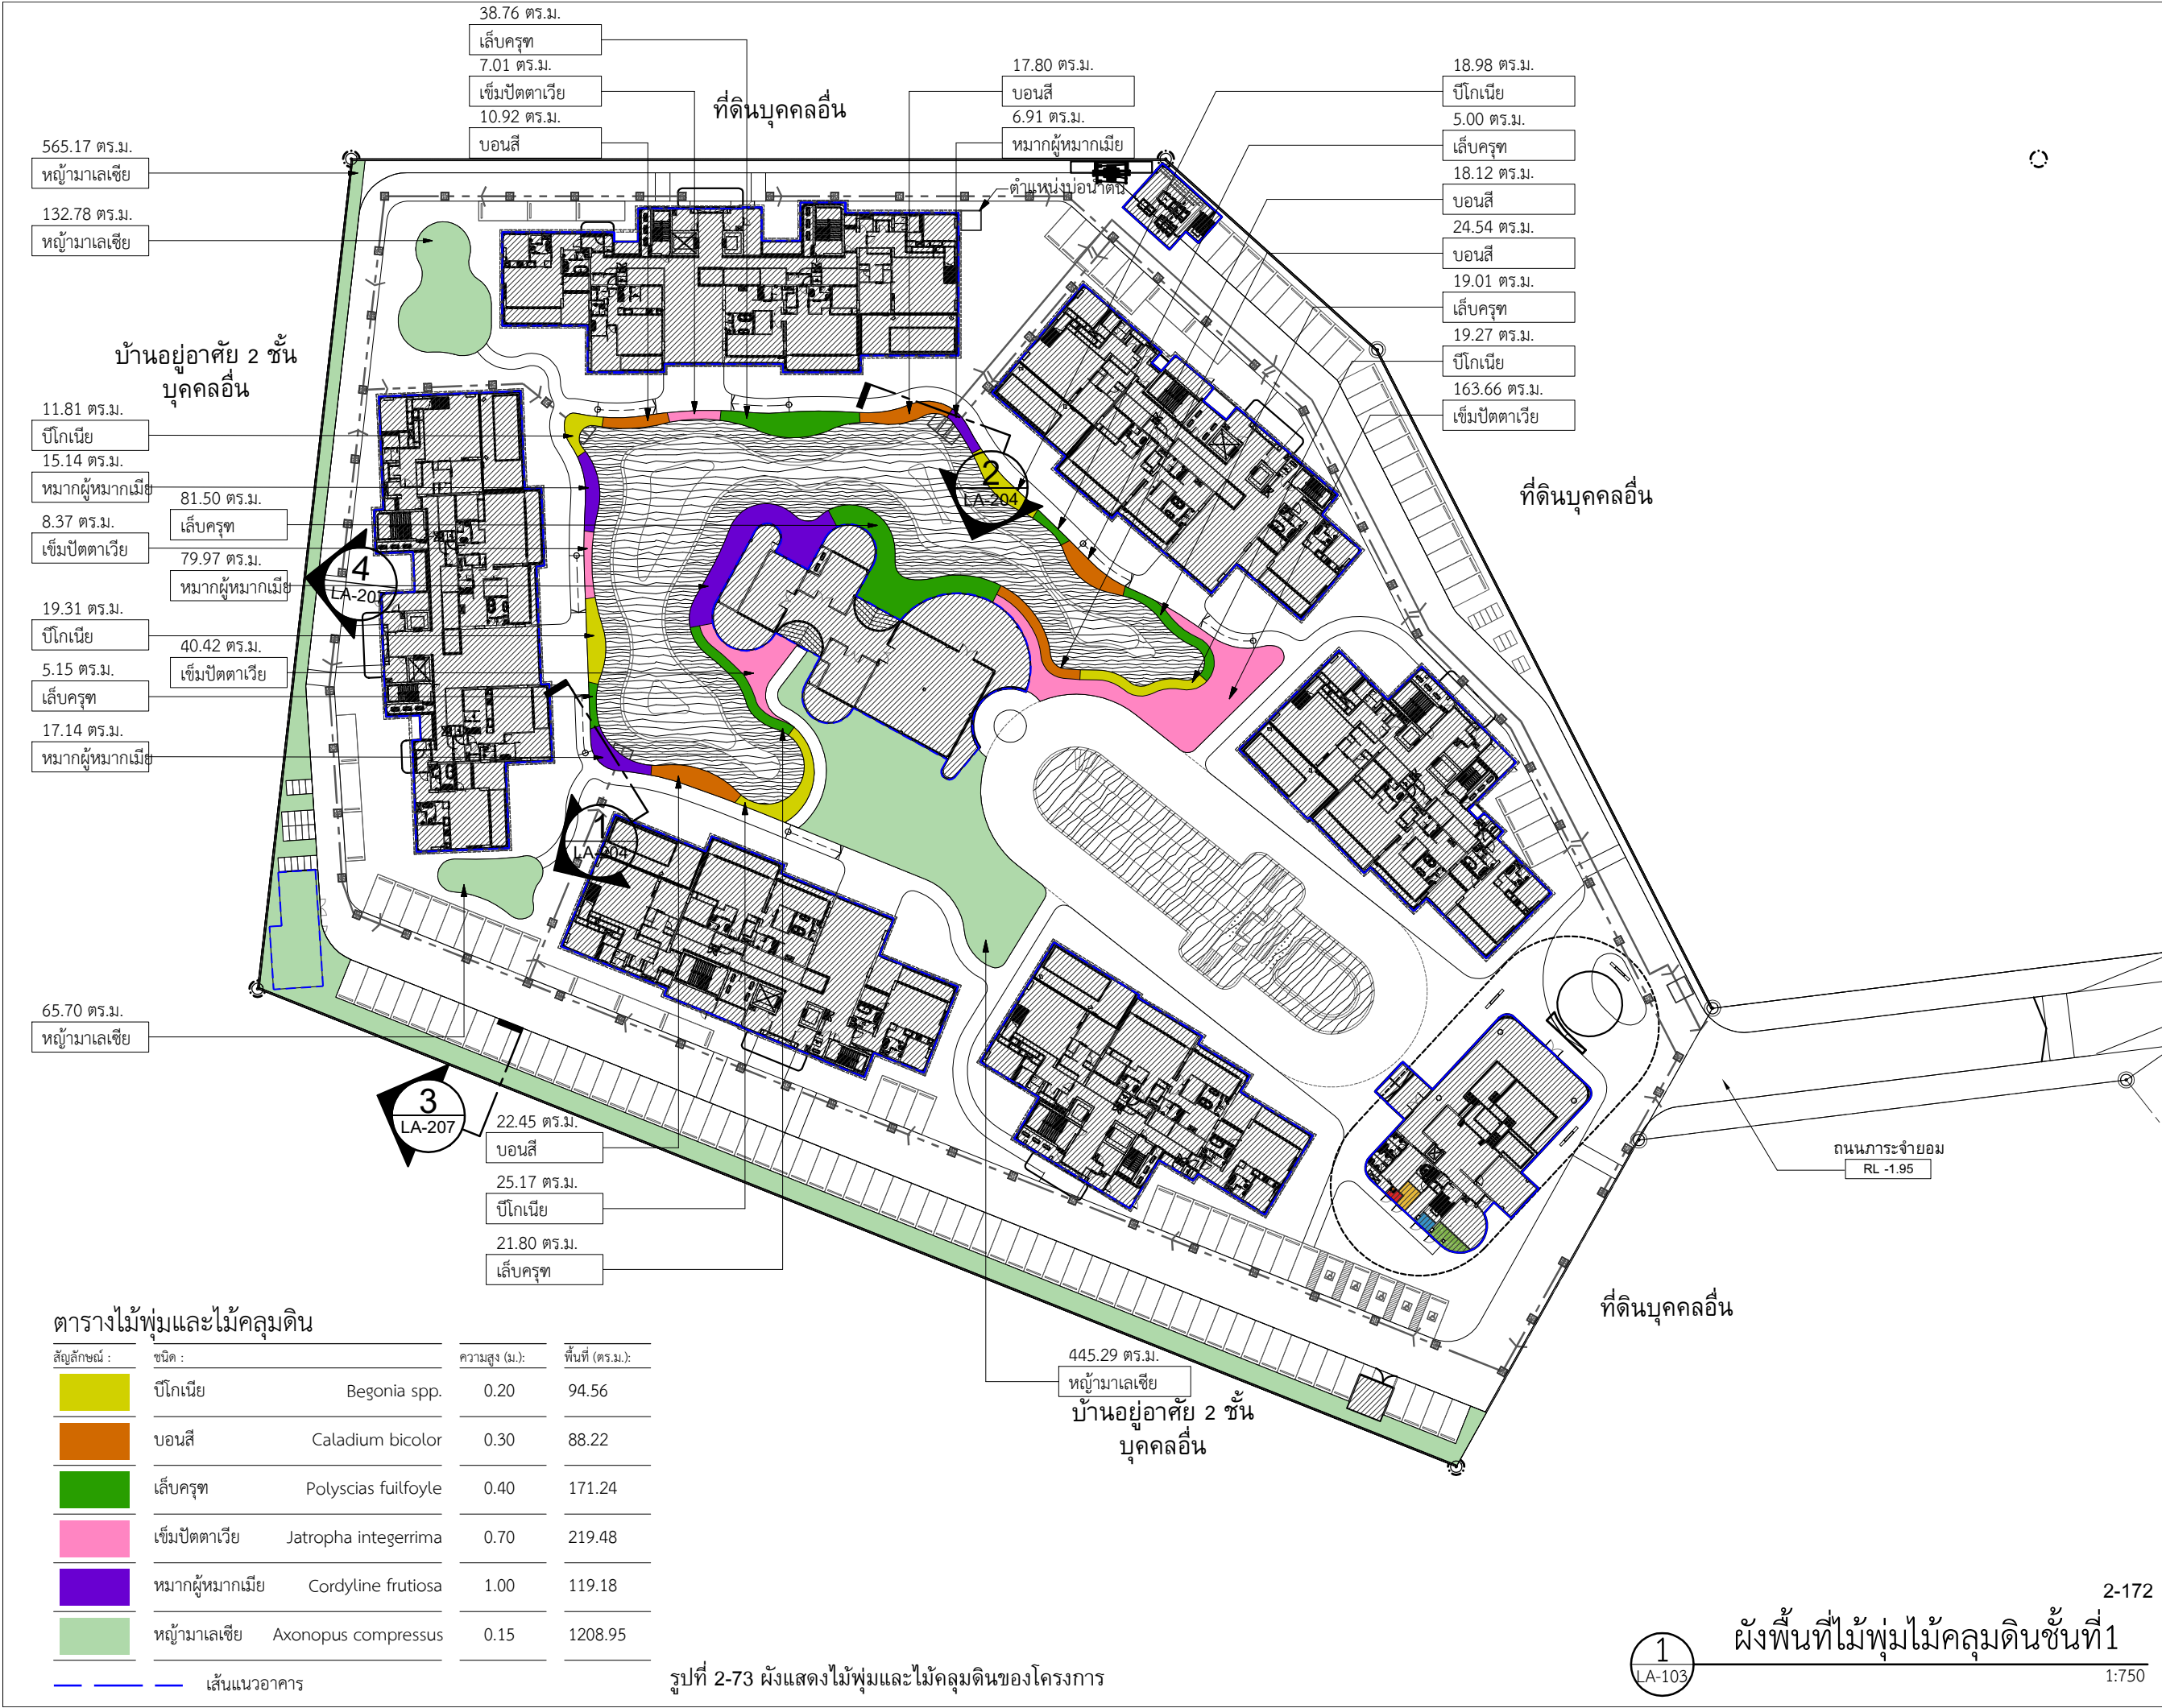 38.76 ตร.ม.
เล็บครุฑ
7.01 ตร.ม.
เข็มปัตตาเวีย
10.92 ตร.ม.
บอนสี
ที่ดินบุคคลอื่น
17.80 ตร.ม.
บอนสี
6.91 ตร.ม.
หมากผู้หมากเมีย
18.98 ตร.ม.
บีโกเนีย
5.00 ตร.ม.
เล็บครุฑ
18.12 ตร.ม.
บอนสี
24.54 ตร.ม.
บอนสี
19.01 ตร.ม.
เล็บครุฑ
19.27 ตร.ม.
บีโกเนีย
163.66 ตร.ม.
เข็มปัตตาเวีย
565.17 ตร.ม.
หญ้ามาเลเซีย
132.78 ตร.ม.
หญ้ามาเลเซีย
ตำแหน่งบ่อน้ำต้น
บ้านอยู่อาศัย 2 ชั้น
บุคคลอื่น
11.81 ตร.ม.
บีโกเนีย
15.14 ตร.ม.
หมากผู้หมากเมีย
81.50 ตร.ม.
เล็บครุฑ
8.37 ตร.ม.
เข็มปัตตาเวีย
79.97 ตร.ม.
หมากผู้หมากเมีย
19.31 ตร.ม.
บีโกเนีย
40.42 ตร.ม.
เข็มปัตตาเวีย
5.15 ตร.ม.
เล็บครุฑ
17.14 ตร.ม.
หมากผู้หมากเมีย
2
LA-204
4
LA-207
1
LA-204
ที่ดินบุคคลอื่น
65.70 ตร.ม.
หญ้ามาเลเซีย
3
LA-207
22.45 ตร.ม.
บอนสี
25.17 ตร.ม.
บีโกเนีย
21.80 ตร.ม.
เล็บครุฑ
ถนนภาระจำยอม
RL -1.95
ที่ดินบุคคลอื่น
445.29 ตร.ม.
หญ้ามาเลเซีย
บ้านอยู่อาศัย 2 ชั้น
บุคคลอื่น
ตารางไม้พุ่มและไม้คลุมดิน
สัญลักษณ์ : ชนิด : ความสูง (ม.): พื้นที่ (ตร.ม.):
บีโกเนีย Begonia spp. 0.20 94.56
บอนสี Caladium bicolor 0.30 88.22
เล็บครุฑ Polyscias fuilfoyle 0.40 171.24
เข็มปัตตาเวีย Jatropha integerrima 0.70 219.48
หมากผู้หมากเมีย Cordyline frutiosa 1.00 119.18
หญ้ามาเลเซีย Axonopus compressus 0.15 1208.95
เส้นแนวอาคาร
รูปที่ 2-73 ผังแสดงไม้พุ่มและไม้คลุมดินของโครงการ
2-172
1
LA-103
ผังพื้นที่ไม้พุ่มไม้คลุมดินชั้นที่1
1:750